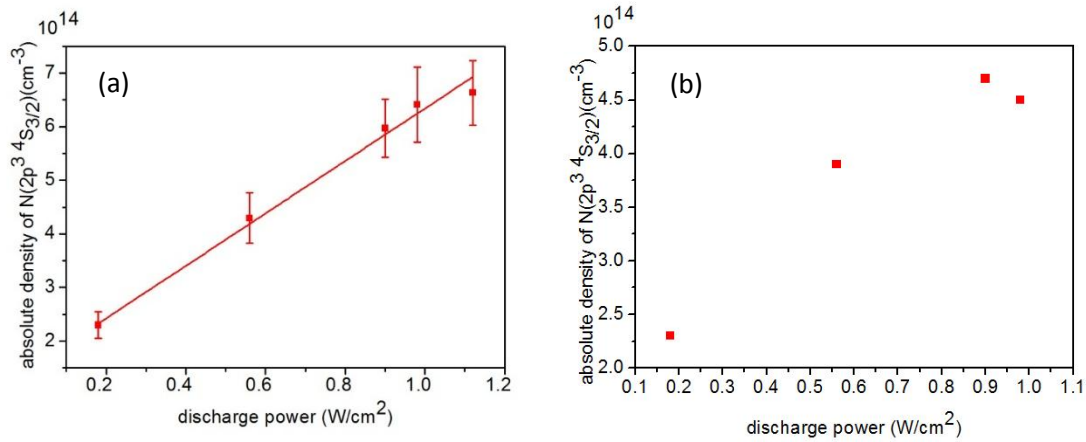 10^14
(a)
absolute density of N(2p^3 ^4S_3/2)(cm^-3)
7
6
5
4
3
2
0.2 0.4 0.6 0.8 1.0 1.2
discharge power (W/cm^2)
10^14
(b)
absolute density of N(2p^3 ^4S_3/2)(cm^-3)
5.0
4.5
4.0
3.5
3.0
2.5
2.0
0.1 0.2 0.3 0.4 0.5 0.6 0.7 0.8 0.9 1.0 1.1
discharge power (W/cm^2)